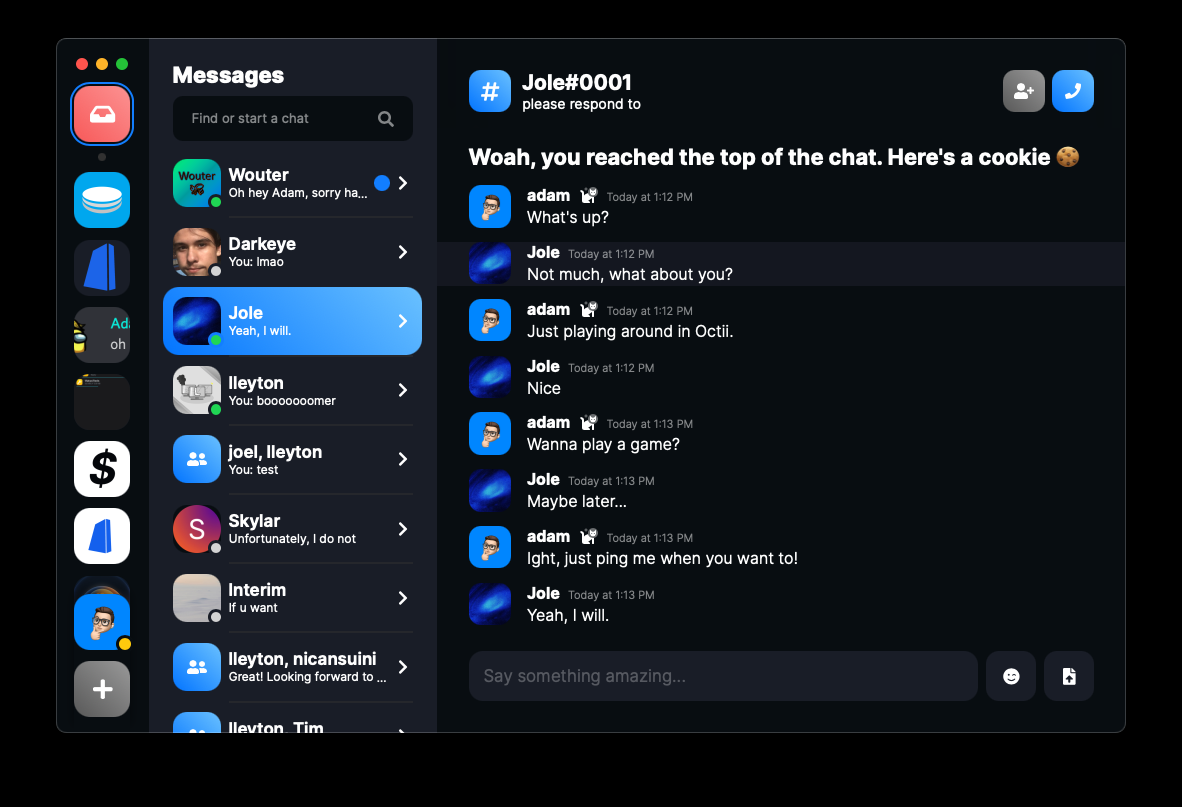 Messages
Find or start a chat
Wouter
Wouter
Oh hey Adam, sorry ha...
Darkeye
You: lmao
Jole
Yeah, I will.
lleyton
You: booooooomer
joel, lleyton
You: test
S
Skylar
Unfortunately, I do not
Interim
If u want
lleyton, nicansuini
Great! Looking forward to ...
lleyton, Tim
Ada
oh
$
#
Jole#0001
please respond to
Woah, you reached the top of the chat. Here's a cookie 🍪
adam Today at 1:12 PM
What's up?
Jole Today at 1:12 PM
Not much, what about you?
adam Today at 1:12 PM
Just playing around in Octii.
Jole Today at 1:12 PM
Nice
adam Today at 1:13 PM
Wanna play a game?
Jole Today at 1:13 PM
Maybe later...
adam Today at 1:13 PM
Ight, just ping me when you want to!
Jole Today at 1:13 PM
Yeah, I will.
Say something amazing...